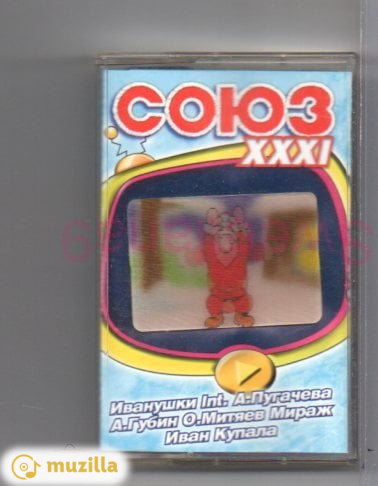 СОЮЗ
XXXI
Иванушки Int. А.Пугачева
А.Губин О.Митяев Мираж
Иван Купала
muzilla